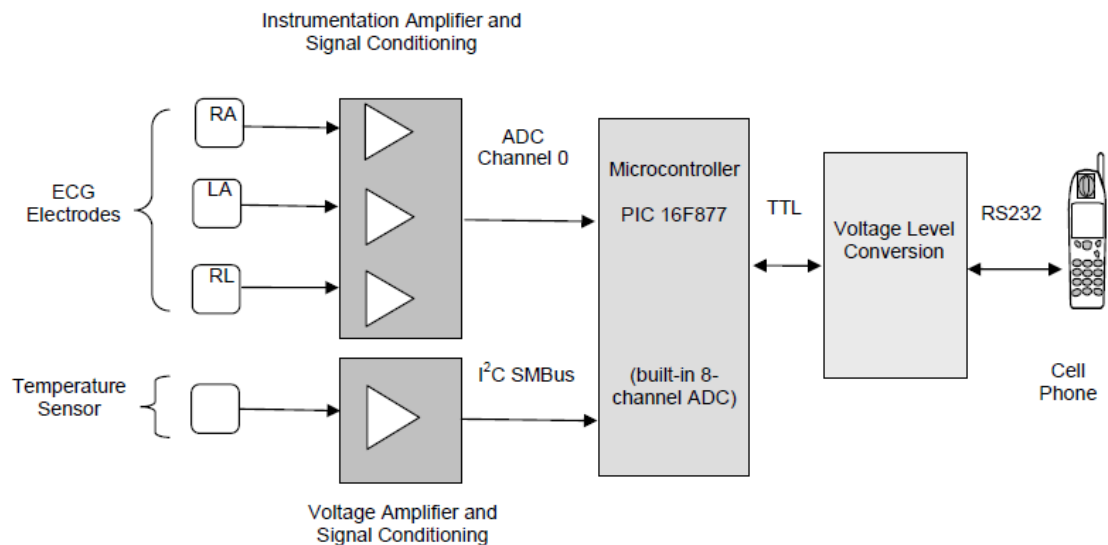 Instrumentation Amplifier and
Signal Conditioning
RA
LA
RL
ECG
Electrodes
ADC
Channel 0
Microcontroller
PIC 16F877
(built-in 8-
channel ADC)
TTL
Voltage Level
Conversion
RS232
Cell
Phone
Temperature
Sensor
I²C SMBus
Voltage Amplifier and
Signal Conditioning